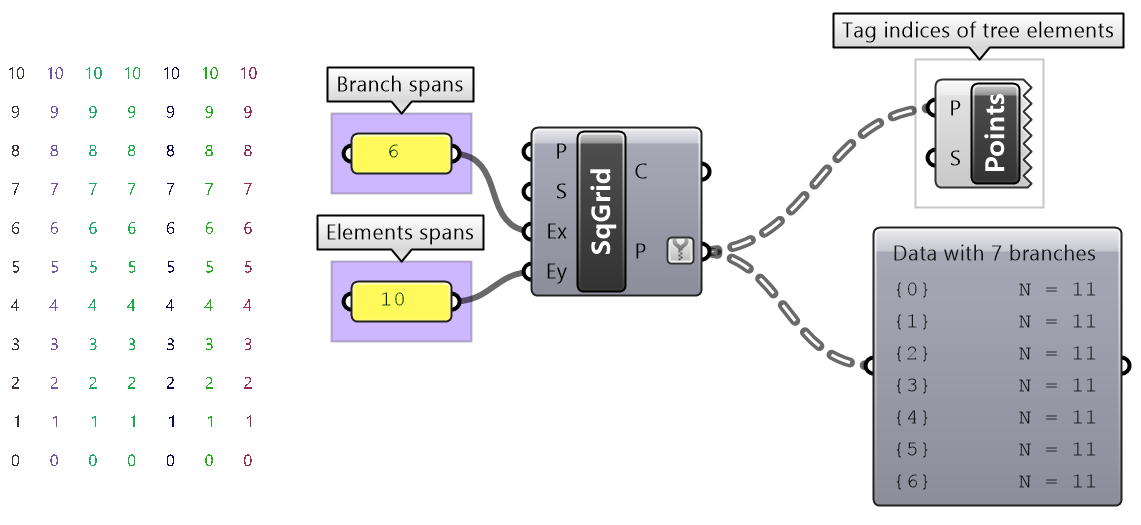 10 10 10 10 10 10 10
9 9 9 9 9 9 9
8 8 8 8 8 8 8
7 7 7 7 7 7 7
6 6 6 6 6 6 6
5 5 5 5 5 5 5
4 4 4 4 4 4 4
3 3 3 3 3 3 3
2 2 2 2 2 2 2
1 1 1 1 1 1 1
0 0 0 0 0 0 0
Branch spans
6
Elements spans
10
P
S
Ex
Ey
SqGrid
C
P
Tag indices of tree elements
P
S
Points
Data with 7 branches
{0} N = 11
{1} N = 11
{2} N = 11
{3} N = 11
{4} N = 11
{5} N = 11
{6} N = 11